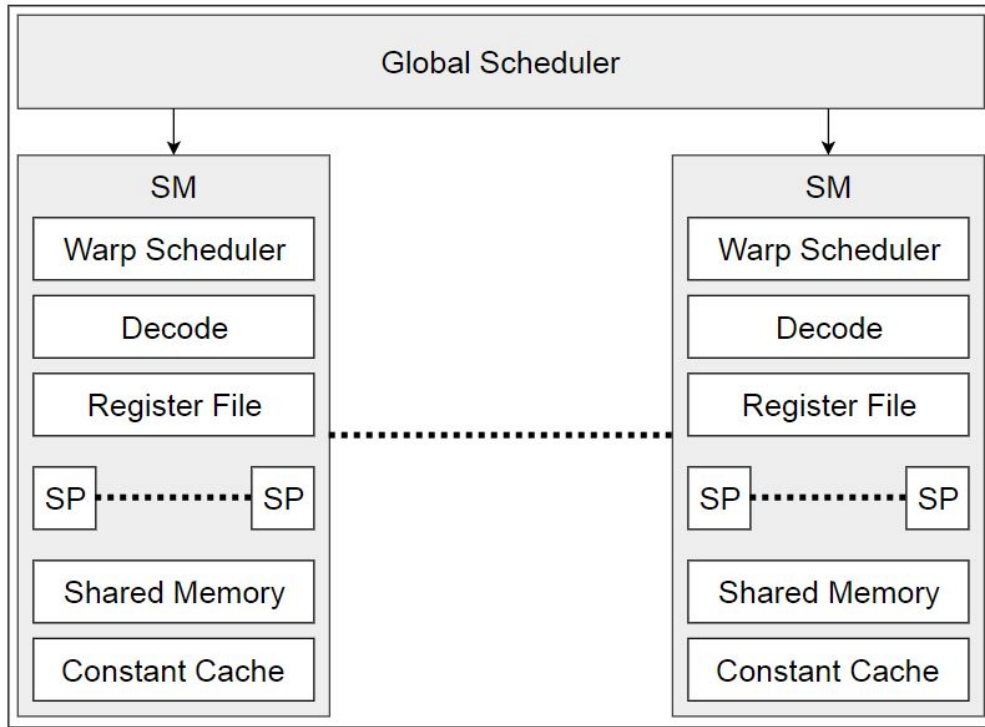 Global Scheduler
SM
Warp Scheduler
Decode
Register File
SP
SP
Shared Memory
Constant Cache
SM
Warp Scheduler
Decode
Register File
SP
SP
Shared Memory
Constant Cache